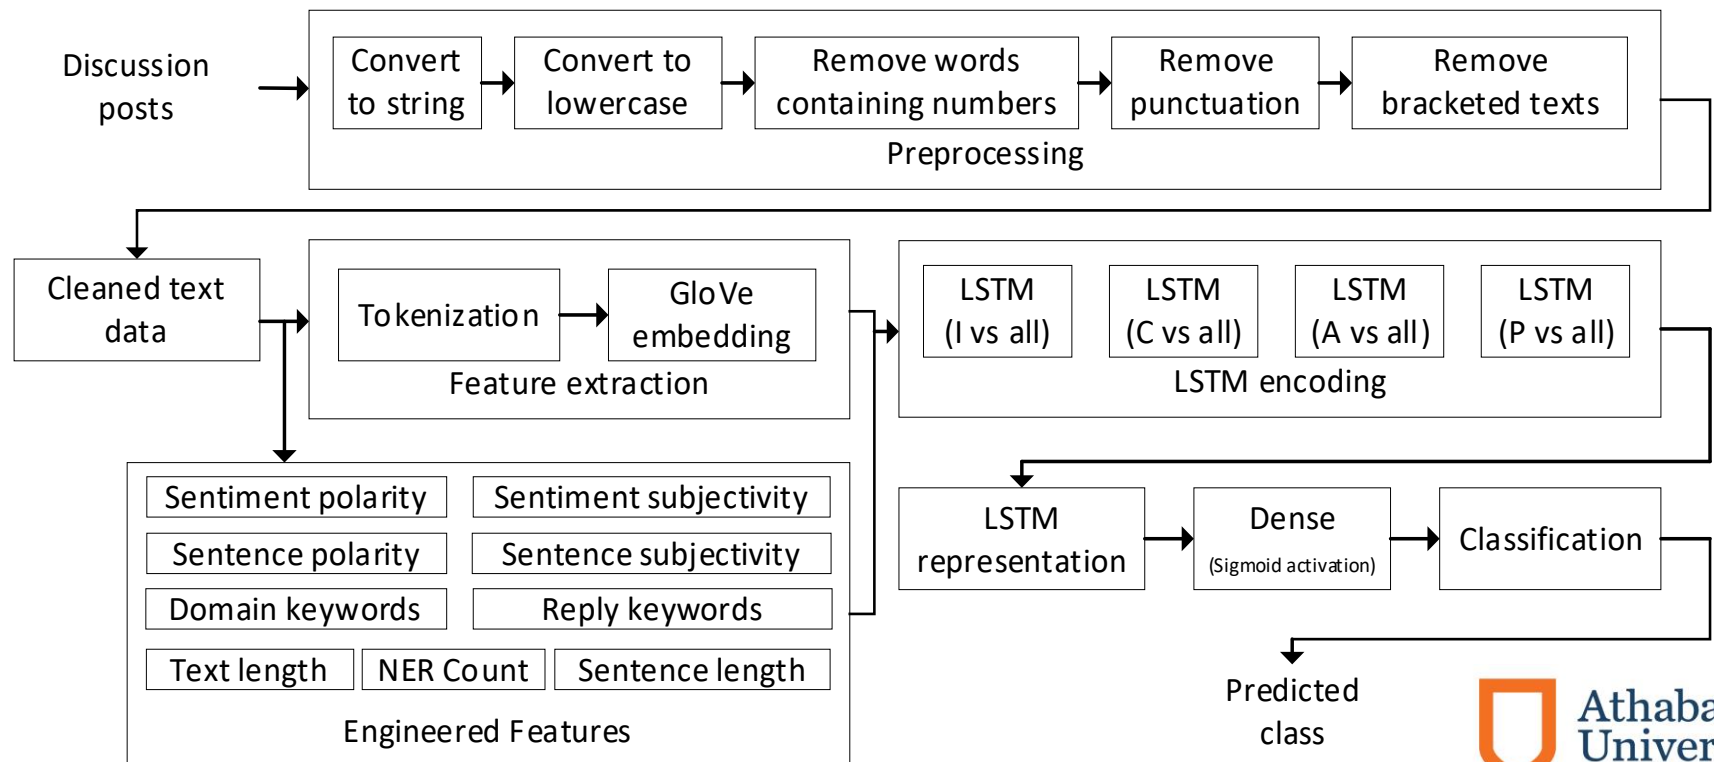 Discussion
posts
Convert
to string
Convert to
lowercase
Remove words
containing numbers
Remove
punctuation
Remove
bracketed texts
Preprocessing
Cleaned text
data
Tokenization
GloVe
embedding
Feature extraction
LSTM
(I vs all)
LSTM
(C vs all)
LSTM
(A vs all)
LSTM
(P vs all)
LSTM encoding
Sentiment polarity
Sentiment subjectivity
Sentence polarity
Sentence subjectivity
Domain keywords
Reply keywords
Text length
NER Count
Sentence length
Engineered Features
LSTM
representation
Dense
(Sigmoid activation)
Classification
Predicted
class
Athaba
Univer